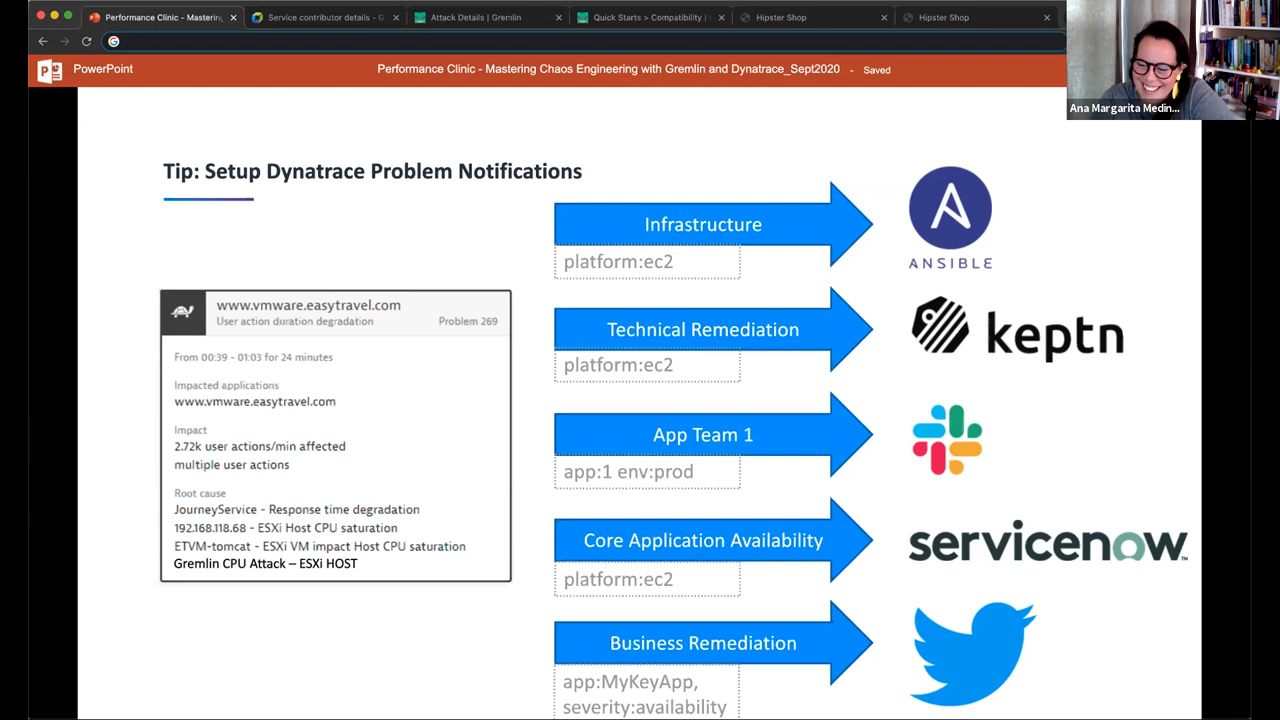 Performance Clinic - Mastering
Service contributor details - G
Attack Details | Gremlin
Quick Starts > Compatibility |
Hipster Shop
Hipster Shop
PowerPoint
Performance Clinic - Mastering Chaos Engineering with Gremlin and Dynatrace_Sept2020 - Saved
Ana Margarita Medin...
Tip: Setup Dynatrace Problem Notifications
www.vmware.easytravel.com
User action duration degradation
Problem 269
From 00:39 - 01:03 for 24 minutes
Impacted applications
www.vmware.easytravel.com
Impact
2.72k user actions/min affected
multiple user actions
Root cause
JourneyService - Response time degradation
192.168.118.68 - ESXi Host CPU saturation
ETVM-tomcat - ESXi VM impact Host CPU saturation
Gremlin CPU Attack – ESXi HOST
Infrastructure
platform:ec2
ANSIBLE
Technical Remediation
platform:ec2
keptn
App Team 1
app:1 env:prod
Core Application Availability
platform:ec2
servicenow™
Business Remediation
app:MyKeyApp,
severity:availability